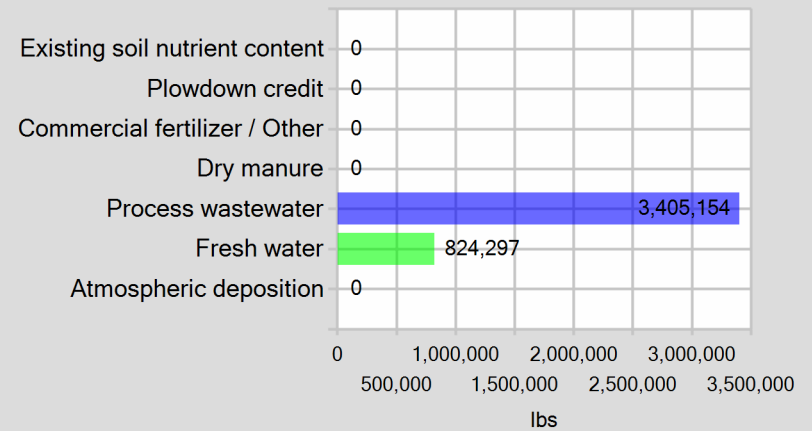 Existing soil nutrient content 0
Plowdown credit 0
Commercial fertilizer / Other 0
Dry manure 0
Process wastewater 3,405,154
Fresh water 824,297
Atmospheric deposition 0
0 1,000,000 2,000,000 3,000,000
500,000 1,500,000 2,500,000 3,500,000
lbs